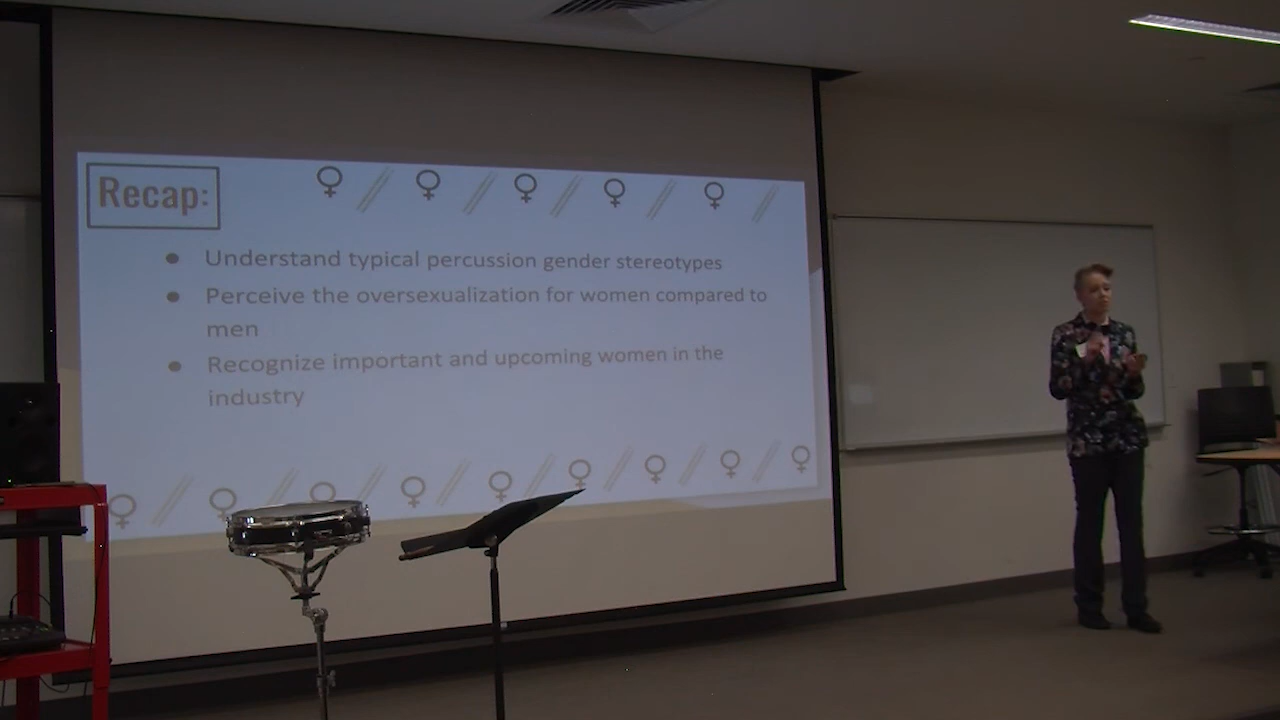 Recap:
● Understand typical percussion gender stereotypes
● Perceive the oversexualization for women compared to
men
● Recognize important and upcoming women in the
industry